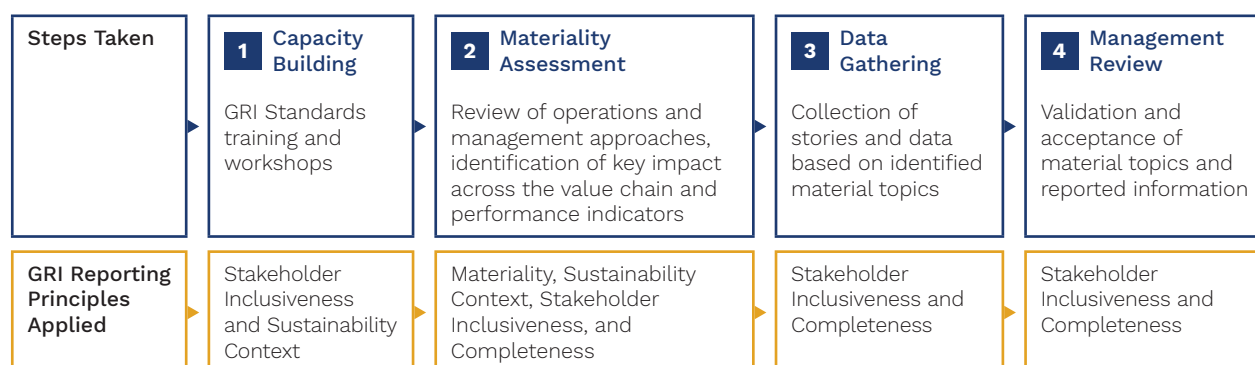 Steps Taken
1 Capacity
Building
GRI Standards
training and
workshops
2 Materiality
Assessment
Review of operations and
management approaches,
identification of key impact
across the value chain and
performance indicators
3 Data
Gathering
Collection of
stories and data
based on identified
material topics
4 Management
Review
Validation and
acceptance of
material topics and
reported information
GRI Reporting
Principles
Applied
Stakeholder
Inclusiveness
and Sustainability
Context
Materiality, Sustainability
Context, Stakeholder
Inclusiveness, and
Completeness
Stakeholder
Inclusiveness and
Completeness
Stakeholder
Inclusiveness and
Completeness